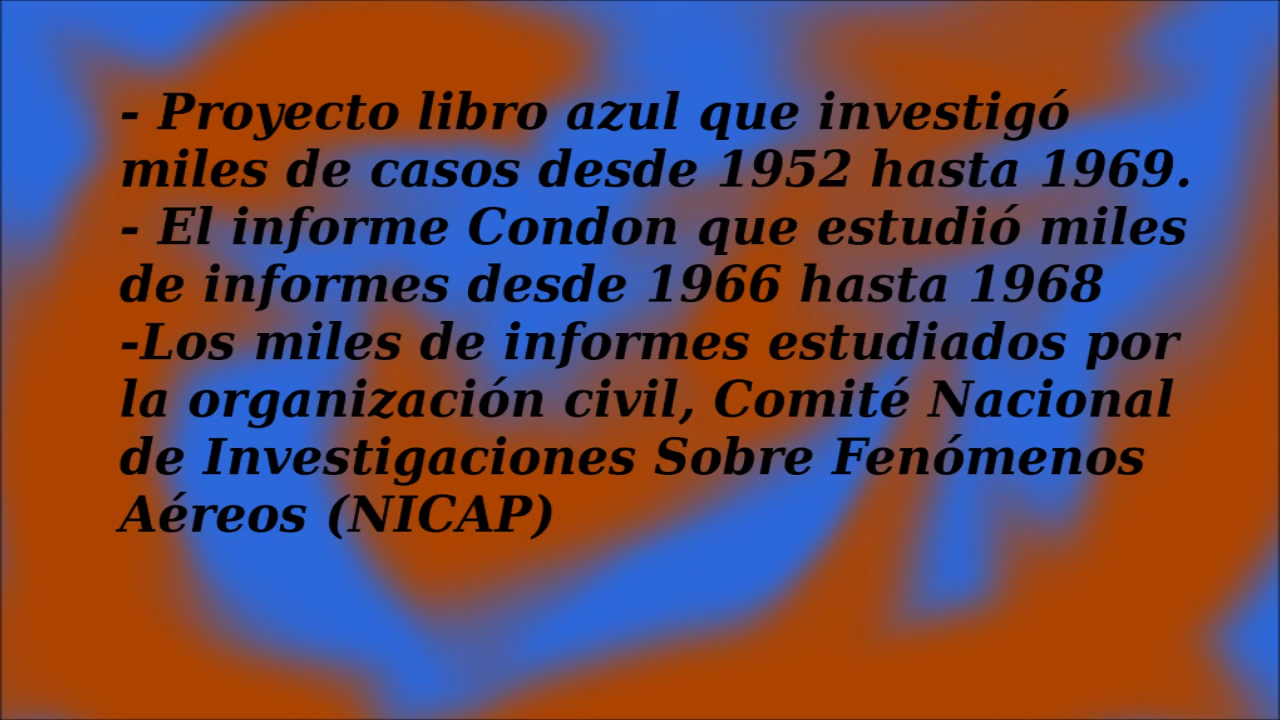 - Proyecto libro azul que investigó
miles de casos desde 1952 hasta 1969.
- El informe Condon que estudió miles
de informes desde 1966 hasta 1968
-Los miles de informes estudiados por
la organización civil, Comité Nacional
de Investigaciones Sobre Fenómenos
Aéreos (NICAP)